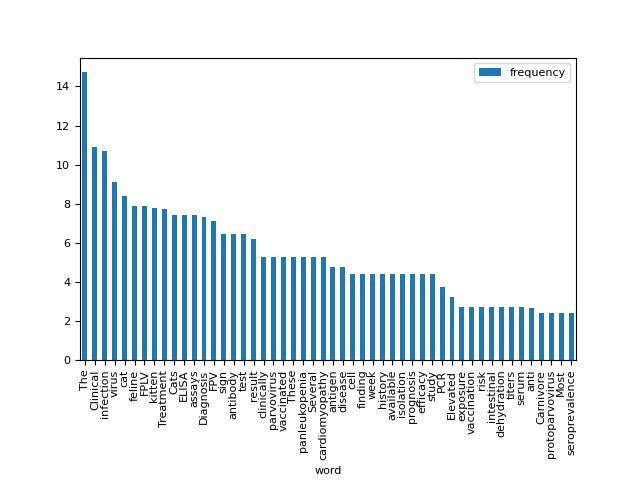 frequency
14
12
10
8
6
4
2
0
The
Clinical
infection
virus
cat
feline
FPLV
kitten
Treatment
Cats
ELISA
assays
Diagnosis
FPV
sign
antibody
test
result
clinically
parvovirus
vaccinated
These
panleukopenia
Several
cardiomyopathy
antigen
disease
cell
finding
week
history
available
isolation
prognosis
efficacy
study
PCR
Elevated
exposure
vaccination
risk
intestinal
dehydration
titers
serum
anti
Carnivore
protoparvovirus
Most
seroprevalence
word